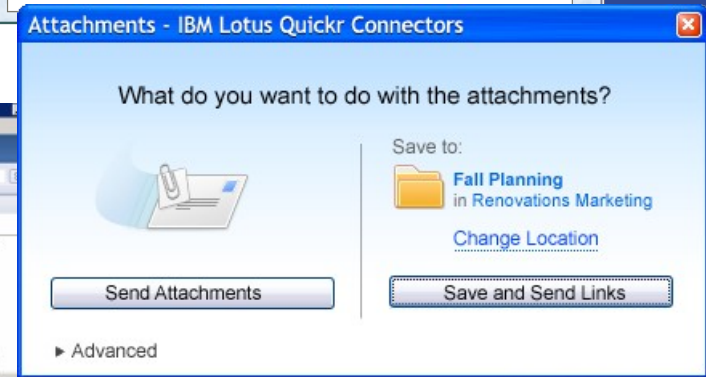 Attachments - IBM Lotus Quickr Connectors
What do you want to do with the attachments?
Save to:
Fall Planning
in Renovations Marketing
Change Location
Send Attachments
Save and Send Links
Advanced